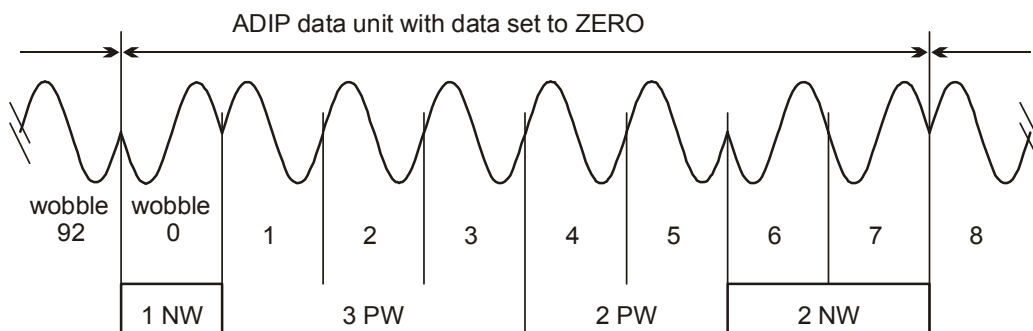 ADIP data unit with data set to ZERO
wobble 92
wobble 0
1
2
3
4
5
6
7
8
1 NW
3 PW
2 PW
2 NW